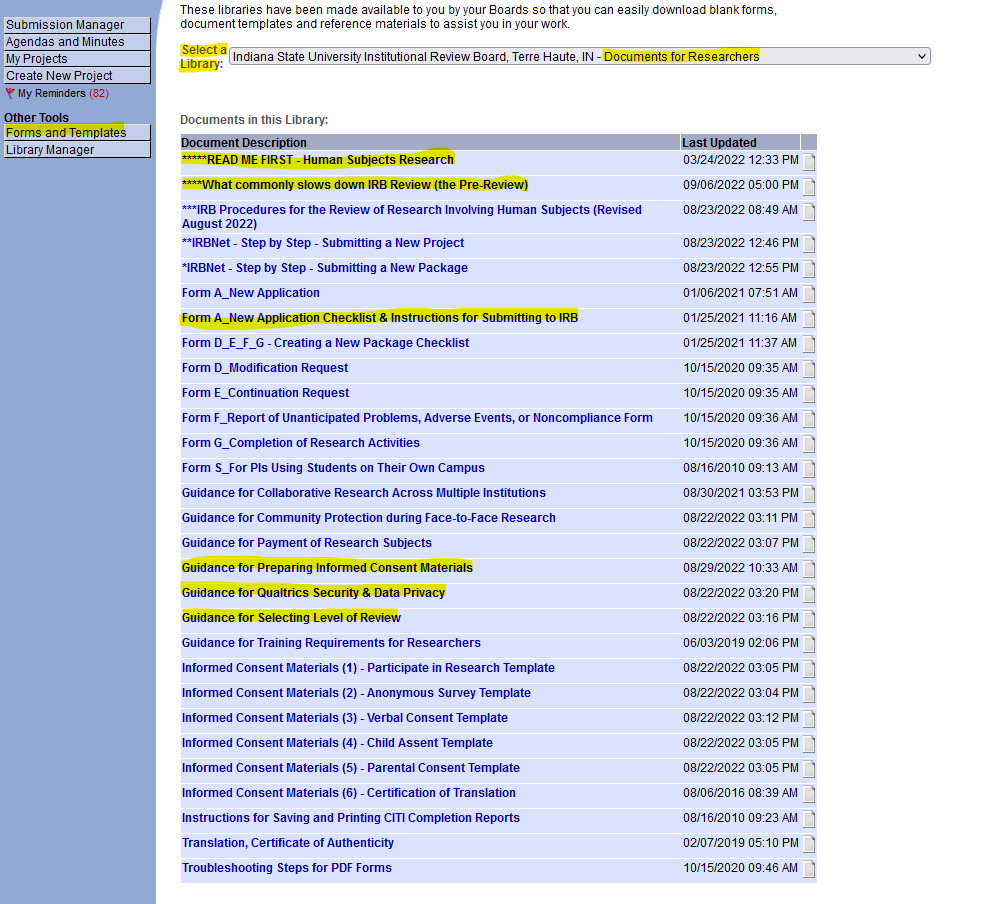 These libraries have been made available to you by your Boards so that you can easily download blank forms,
document templates and reference materials to assist you in your work.
Submission Manager
Agendas and Minutes
My Projects
Create New Project
My Reminders (82)
Other Tools
Forms and Templates
Library Manager
Select a
Library:
Indiana State University Institutional Review Board, Terre Haute, IN - Documents for Researchers
Documents in this Library:
Document Description Last Updated
*****READ ME FIRST - Human Subjects Research 03/24/2022 12:33 PM
****What commonly slows down IRB Review (the Pre-Review) 09/06/2022 05:00 PM
***IRB Procedures for the Review of Research Involving Human Subjects (Revised 08/23/2022 08:49 AM
August 2022)
**IRBNet - Step by Step - Submitting a New Project 08/23/2022 12:46 PM
*IRBNet - Step by Step - Submitting a New Package 08/23/2022 12:55 PM
Form A_New Application 01/06/2021 07:51 AM
Form A_New Application Checklist & Instructions for Submitting to IRB 01/25/2021 11:16 AM
Form D_E_F_G - Creating a New Package Checklist 01/25/2021 11:37 AM
Form D_Modification Request 10/15/2020 09:35 AM
Form E_Continuation Request 10/15/2020 09:35 AM
Form F_Report of Unanticipated Problems, Adverse Events, or Noncompliance Form 10/15/2020 09:36 AM
Form G_Completion of Research Activities 10/15/2020 09:36 AM
Form S_For PIs Using Students on Their Own Campus 08/16/2010 09:13 AM
Guidance for Collaborative Research Across Multiple Institutions 08/30/2021 03:53 PM
Guidance for Community Protection during Face-to-Face Research 08/22/2022 03:11 PM
Guidance for Payment of Research Subjects 08/22/2022 03:07 PM
Guidance for Preparing Informed Consent Materials 08/29/2022 10:33 AM
Guidance for Qualtrics Security & Data Privacy 08/22/2022 03:20 PM
Guidance for Selecting Level of Review 08/22/2022 03:16 PM
Guidance for Training Requirements for Researchers 06/03/2019 02:06 PM
Informed Consent Materials (1) - Participate in Research Template 08/22/2022 03:05 PM
Informed Consent Materials (2) - Anonymous Survey Template 08/22/2022 03:04 PM
Informed Consent Materials (3) - Verbal Consent Template 08/22/2022 03:12 PM
Informed Consent Materials (4) - Child Assent Template 08/22/2022 03:05 PM
Informed Consent Materials (5) - Parental Consent Template 08/22/2022 03:05 PM
Informed Consent Materials (6) - Certification of Translation 08/06/2016 08:39 AM
Instructions for Saving and Printing CITI Completion Reports 08/16/2010 09:23 AM
Translation, Certificate of Authenticity 02/07/2019 05:10 PM
Troubleshooting Steps for PDF Forms 10/15/2020 09:46 AM